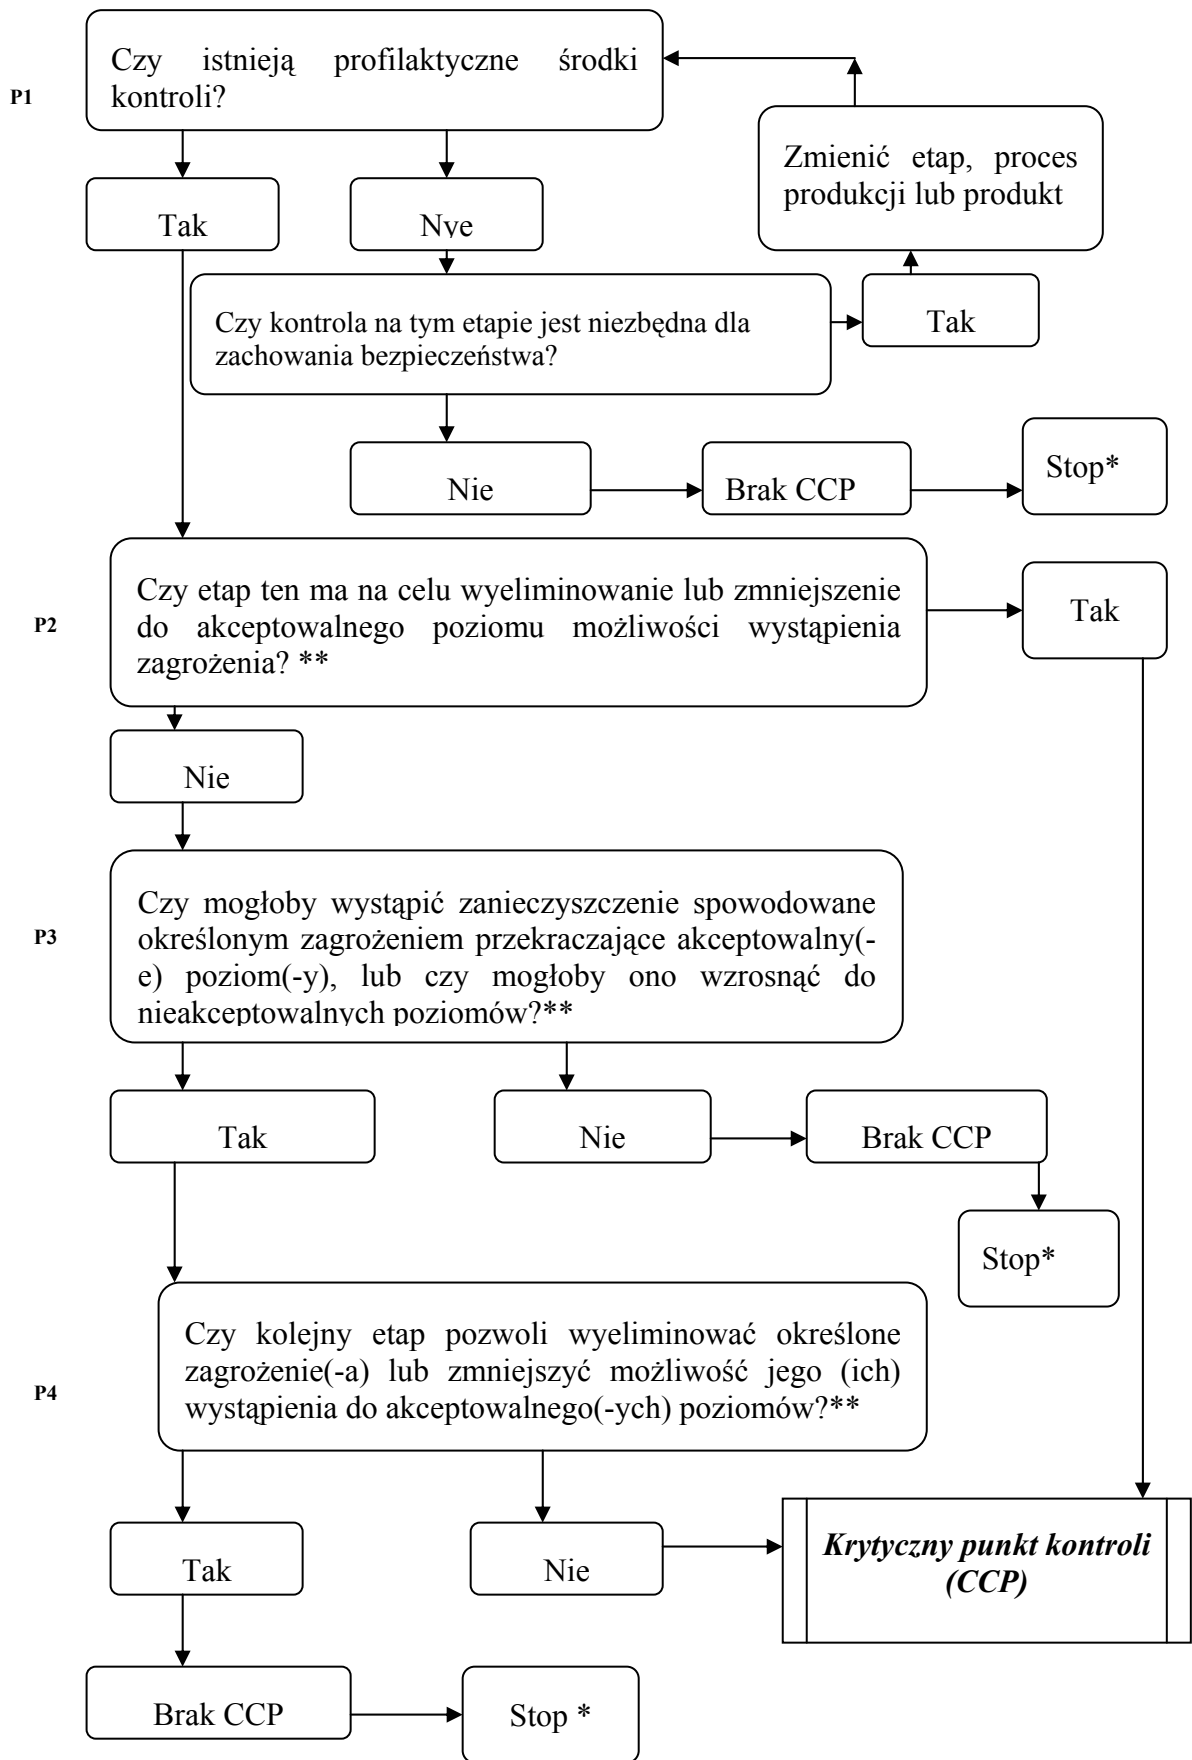 P1
Czy istnieją profilaktyczne środki
kontroli?
Zmienić etap, proces
produkcji lub produkt
Tak
Nye
Czy kontrola na tym etapie jest niezbędna dla
zachowania bezpieczeństwa?
Tak
Nie
Brak CCP
Stop*
P2
Czy etap ten ma na celu wyeliminowanie lub zmniejszenie
do akceptowalnego poziomu możliwości wystąpienia
zagrożenia? **
Tak
Nie
P3
Czy mogłoby wystąpić zanieczyszczenie spowodowane
określonym zagrożeniem przekraczające akceptowalny(-
e) poziom(-y), lub czy mogłoby ono wzrosnąć do
nieakceptowalnych poziomów?**
Tak
Nie
Brak CCP
Stop*
P4
Czy kolejny etap pozwoli wyeliminować określone
zagrożenie(-a) lub zmniejszyć możliwość jego (ich)
wystąpienia do akceptowalnego(-ych) poziomów?**
Tak
Nie
Krytyczny punkt kontroli
(CCP)
Brak CCP
Stop *